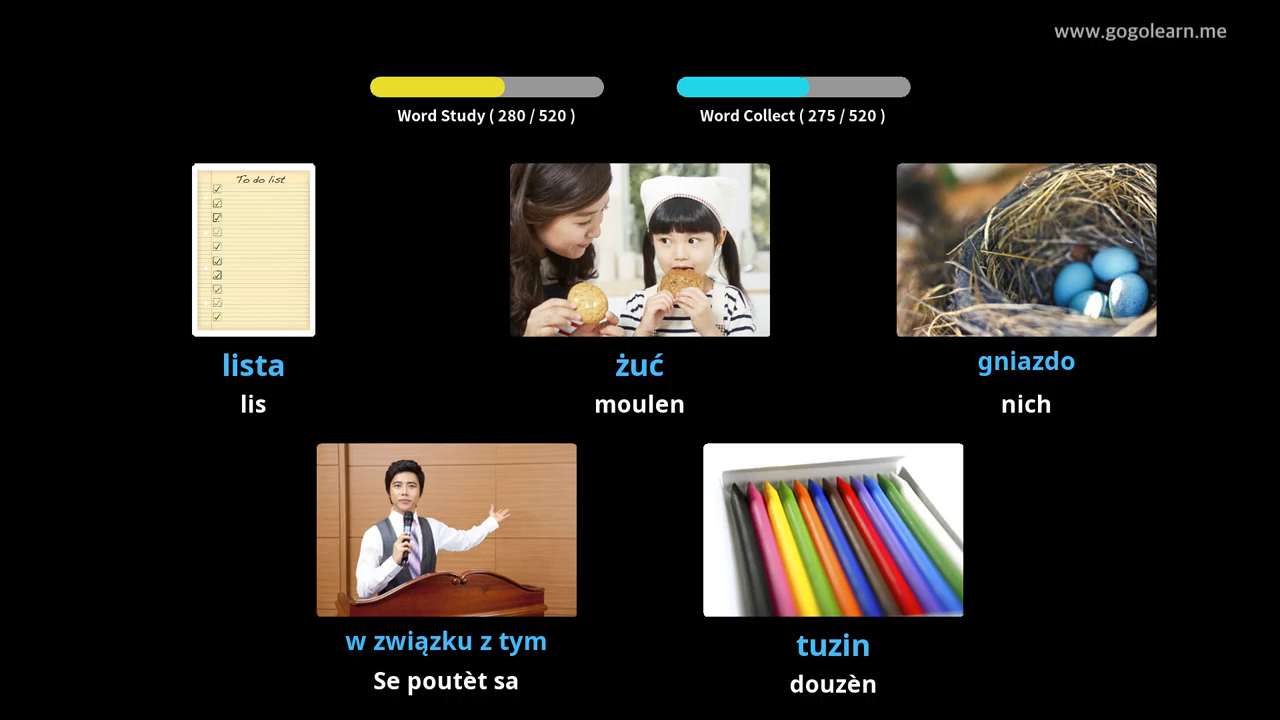 www.gogolearn.me
Word Study ( 280 / 520 )
Word Collect ( 275 / 520 )
To do list
lista
lis
żuć
moulen
gniazdo
nich
w związku z tym
Se poutèt sa
tuzin
douzèn